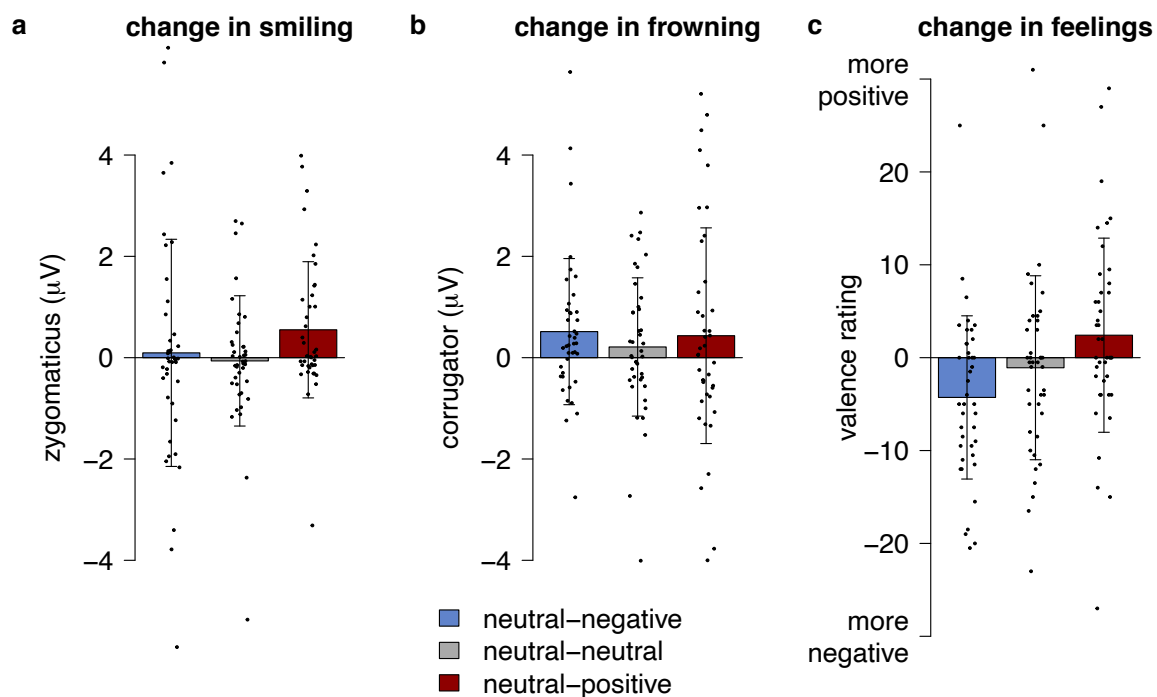 a change in smiling
zygomaticus (μV)
4
2
0
−2
−4
b change in frowning
corrugator (μV)
4
2
0
−2
−4
c change in feelings
more
positive
valence rating
20
10
0
−10
−20
more
negative
neutral−negative
neutral−neutral
neutral−positive